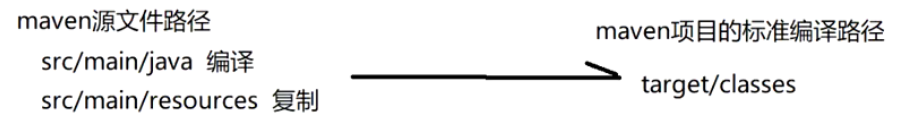 maven源文件路径
src/main/java 编译
src/main/resources 复制
maven项目的标准编译路径
target/classes